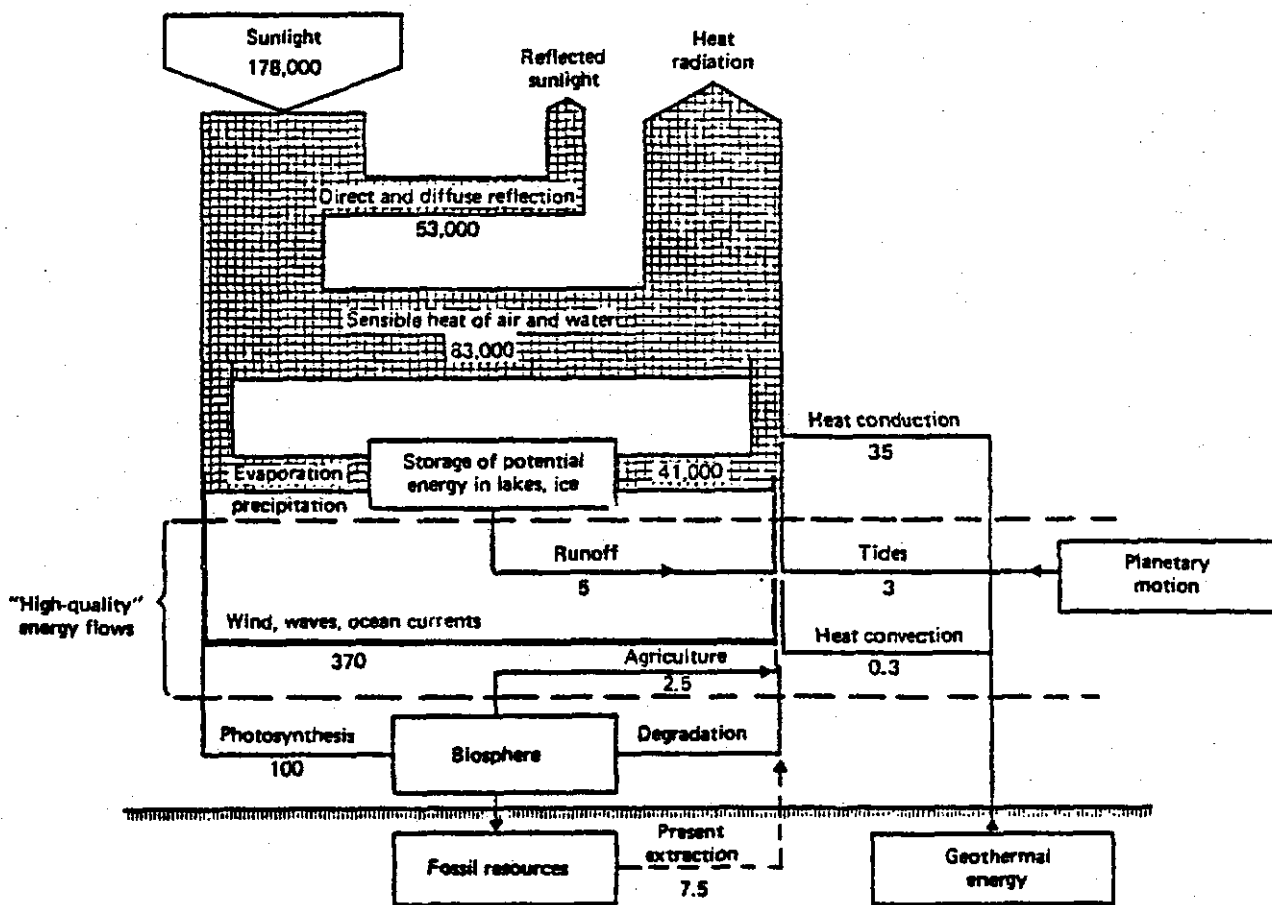 Sunlight
178,000
Reflected
sunlight
Heat
radiation
Direct and diffuse reflection
53,000
Sensible heat of air and water
83,000
Heat conduction
35
Evaporation
precipitation
Storage of potential
energy in lakes, ice
41,000
Runoff
5
Tides
3
Planetary
motion
"High-quality"
energy flows
Wind, waves, ocean currents
370
Heat convection
0.3
Agriculture
2.5
Photosynthesis
100
Biosphere
Degradation
Fossil resources
Present
extraction
7.5
Geothermal
energy